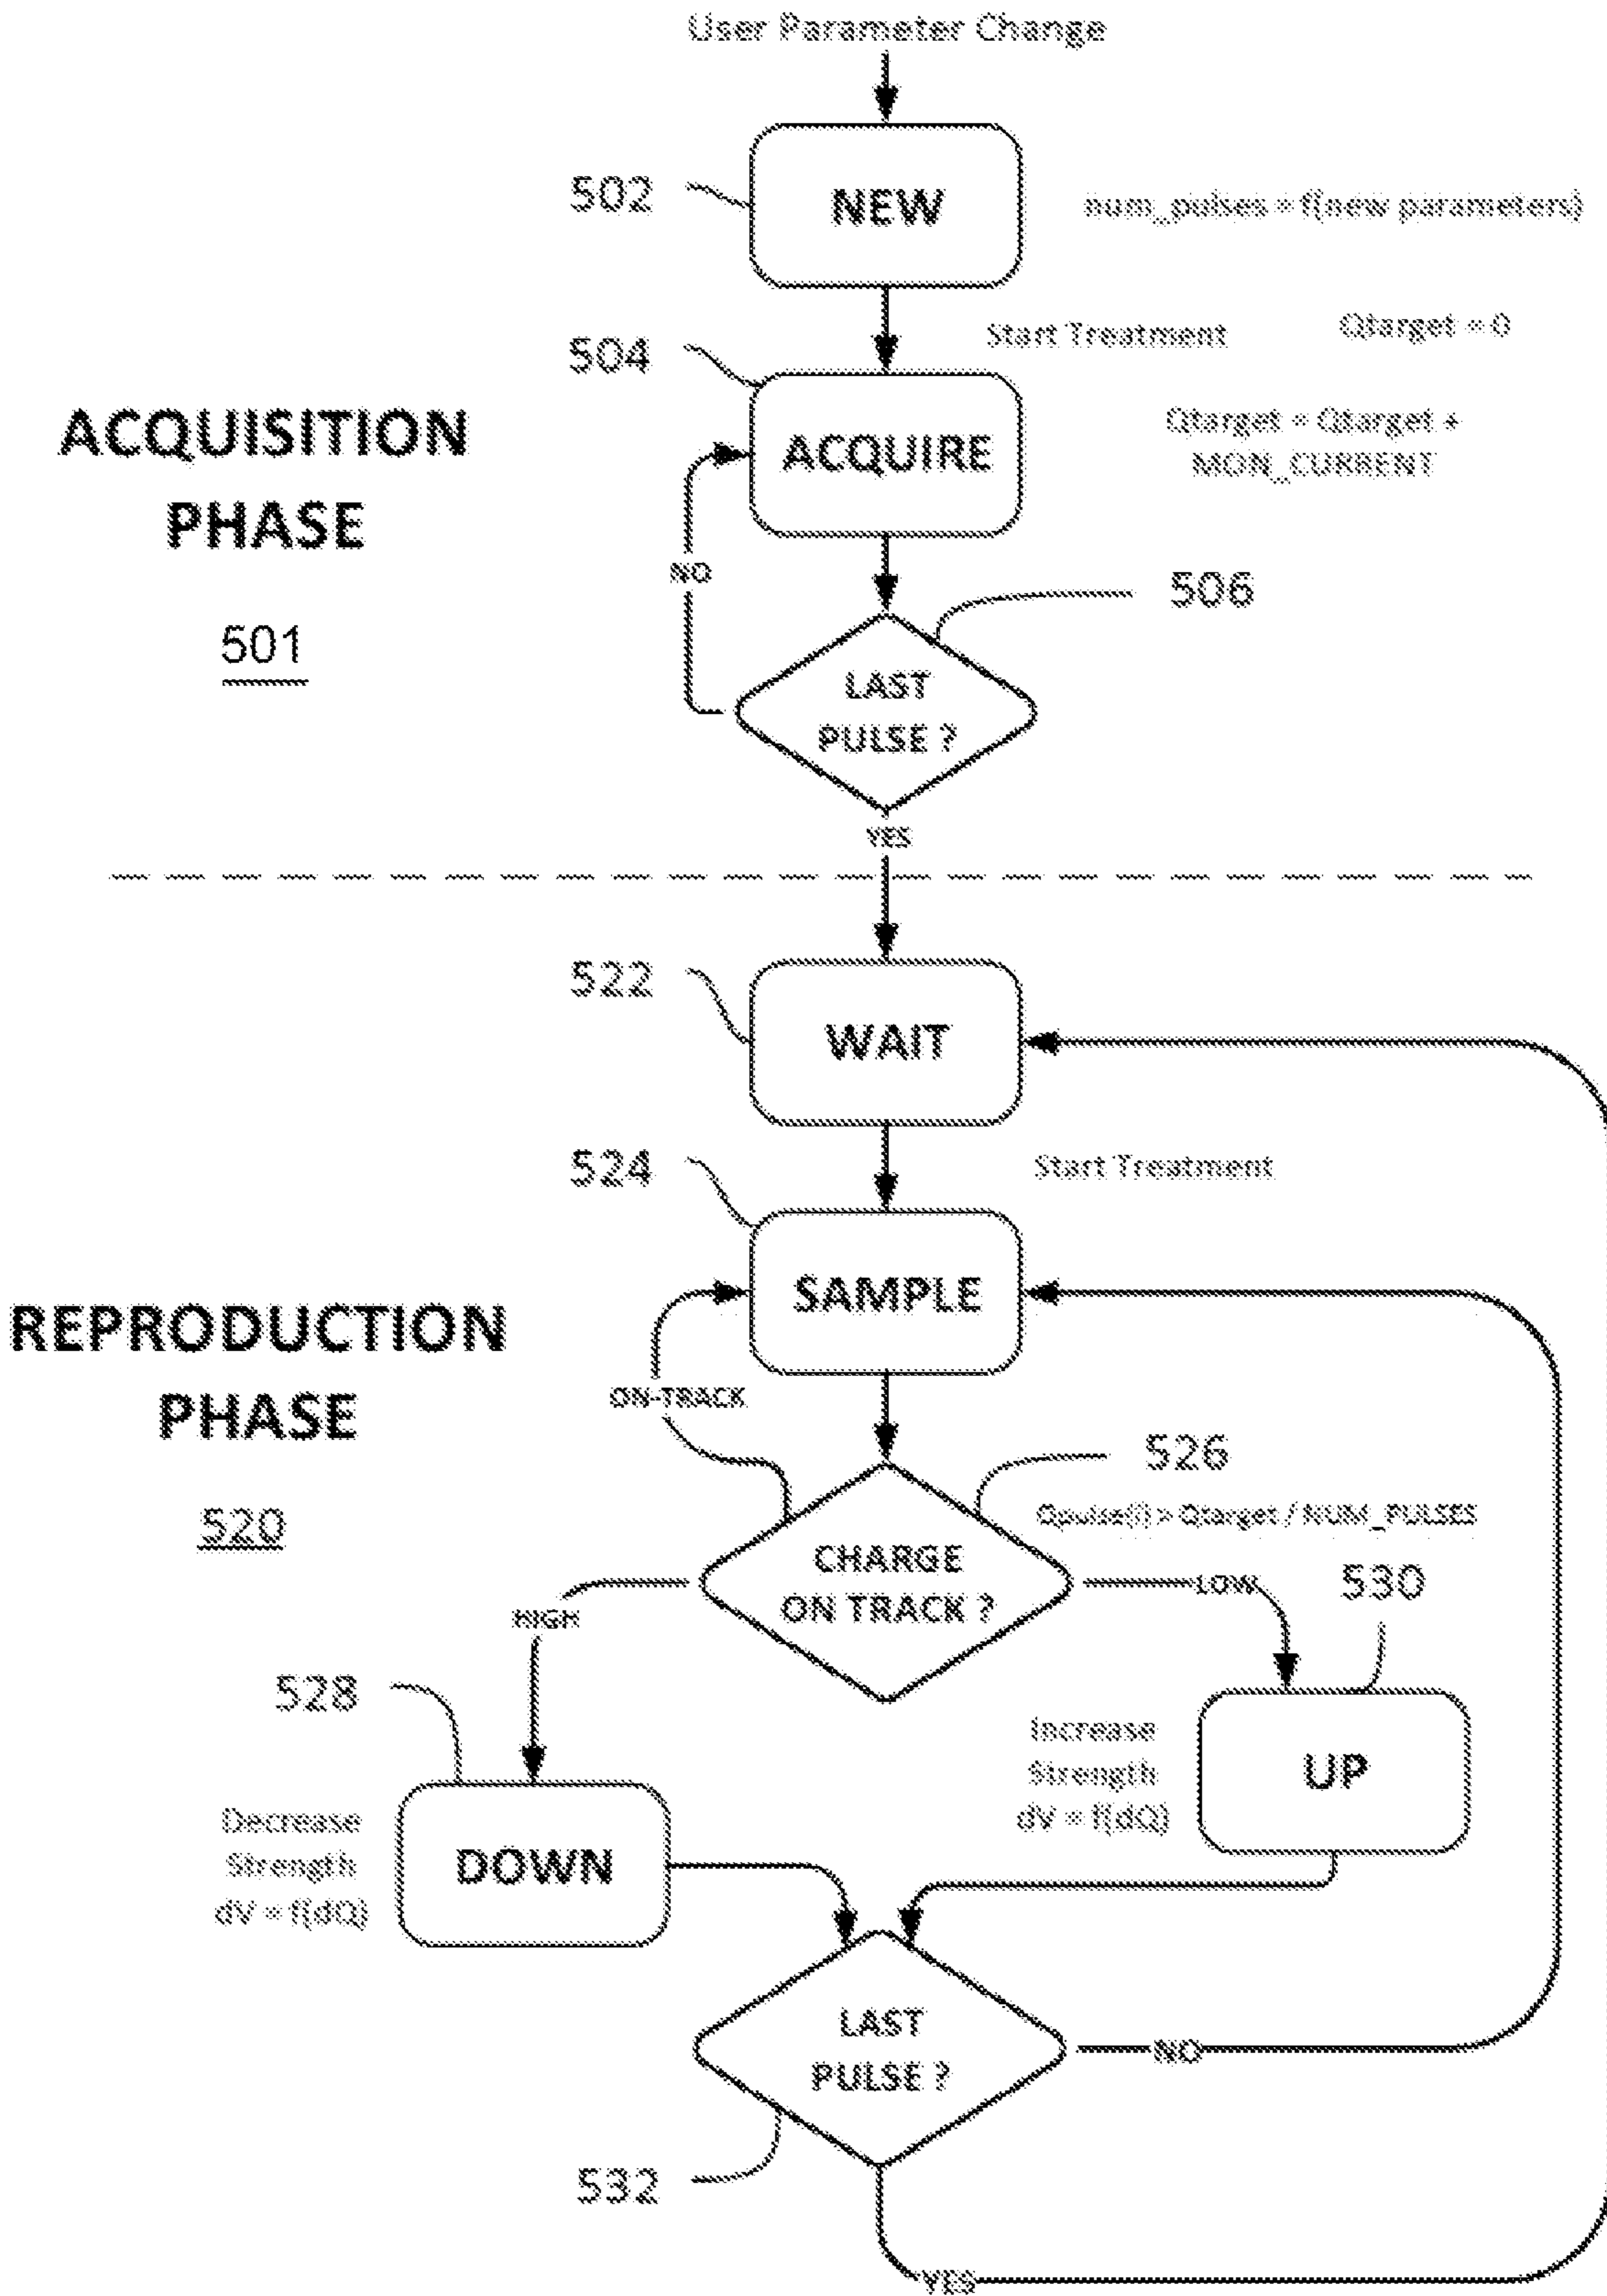 User Parameter Change
502
NEW
num_pulses = f(new parameters)
Start Treatment
Qtarget = 0
504
ACQUISITION
PHASE
501
ACQUIRE
Qtarget = Qtarget +
MON_CURRENT
NO
506
LAST
PULSE ?
YES
522
WAIT
524
Start Treatment
SAMPLE
REPRODUCTION
PHASE
520
ON-TRACK
526
Qpulse(i) > Qtarget / NUM_PULSES
CHARGE
ON TRACK ?
HIGH
LOW
530
528
Increase
Strength
dV = f(dQ)
UP
Decrease
Strength
dV = f(dQ)
DOWN
LAST
PULSE ?
NO
532
YES